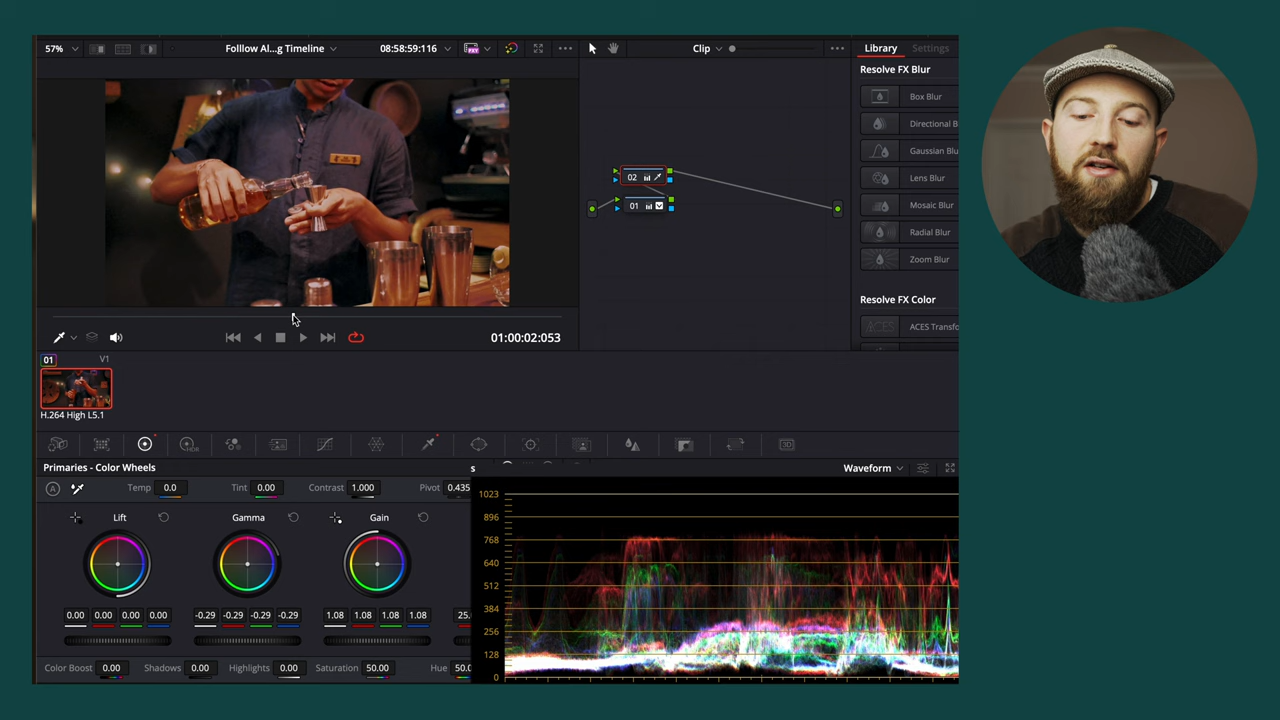 57%
Folllow Al...g Timeline
08:58:59:116
Clip
Library
Settings
Resolve FX Blur
Box Blur
Directional B
Gaussian Blu
Lens Blur
Mosaic Blur
Radial Blur
Zoom Blur
Resolve FX Color
ACES
ACES Transfo
02
01
01:00:02:053
01
V1
H.264 High L5.1
HDR
3D
Primaries - Color Wheels
s
Waveform
A
Temp 0.0 Tint 0.00 Contrast 1.000 Pivot 0.435
Lift
Gamma
Gain
0.00 0.00 0.00 0.00
-0.29 -0.29 -0.29 -0.29
1.08 1.08 1.08 1.08
25.
Color Boost 0.00 Shadows 0.00 Highlights 0.00 Saturation 50.00 Hue 50.0
1023
896
768
640
512
384
256
128
0